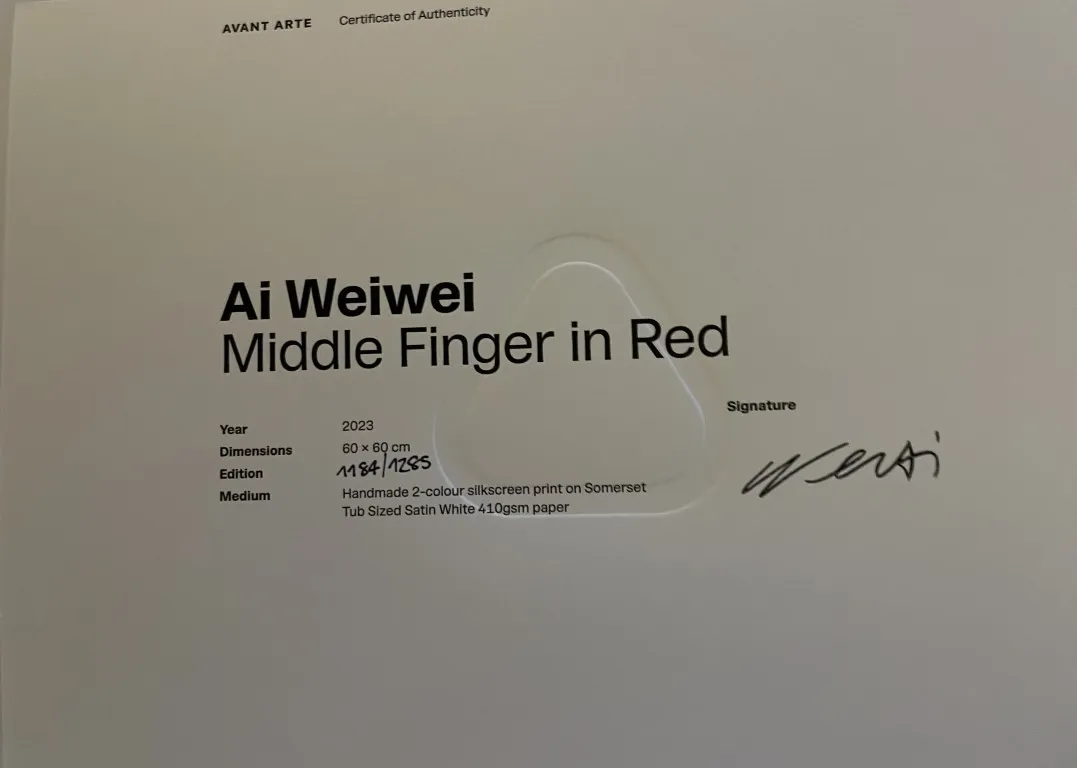 AVANT ARTE Certificate of Authenticity
Ai Weiwei
Middle Finger in Red
Year 2023
Dimensions 60 × 60 cm
Edition 1184/1285
Medium Handmade 2-colour silkscreen print on Somerset
Tub Sized Satin White 410gsm paper
Signature